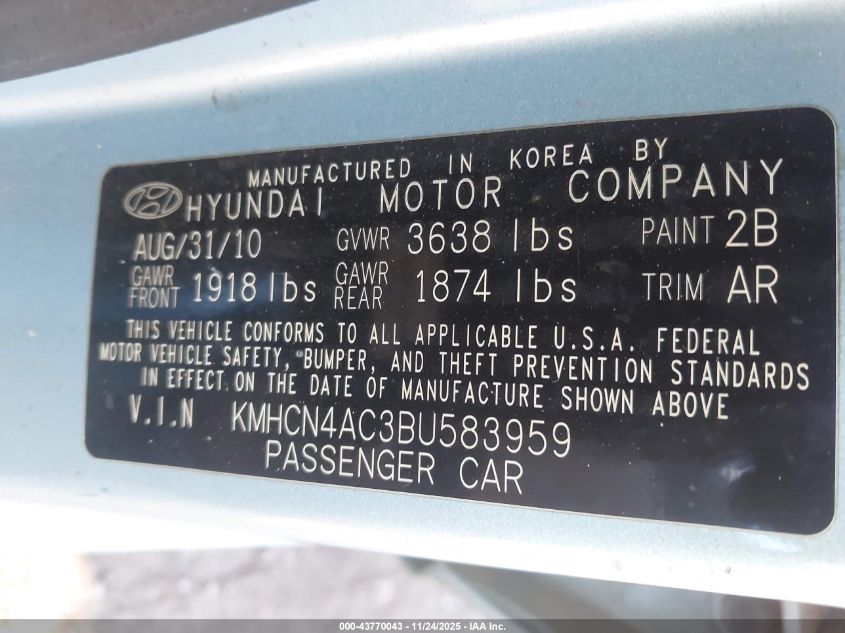 MANUFACTURED IN KOREA BY
HYUNDAI MOTOR COMPANY
AUG/31/10 GVWR 3638 lbs PAINT 2B
GAWR FRONT 1918 lbs GAWR REAR 1874 lbs TRIM AR
THIS VEHICLE CONFORMS TO ALL APPLICABLE U.S.A. FEDERAL
MOTOR VEHICLE SAFETY, BUMPER, AND THEFT PREVENTION STANDARDS
IN EFFECT ON THE DATE OF MANUFACTURE SHOWN ABOVE
V.I.N KMHCN4AC3BU583959
PASSENGER CAR
000-43770043 - 11/24/2025 - IAA Inc.